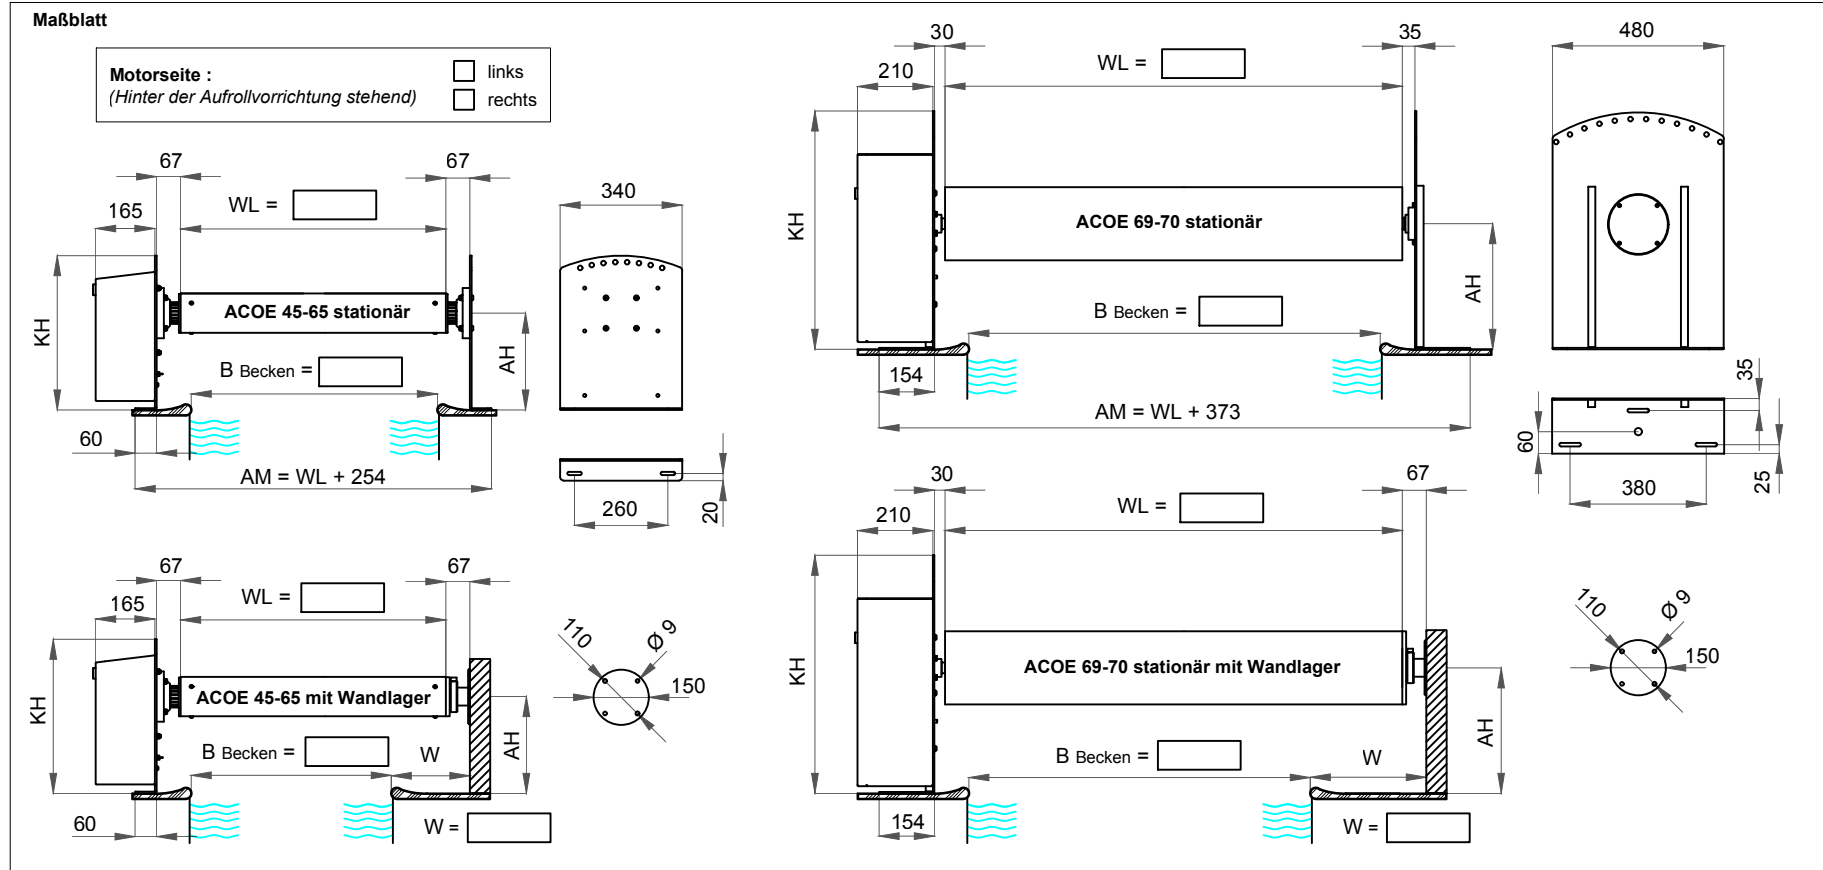 Maßblatt
Motorseite :
(Hinter der Aufrollvorrichtung stehend)
links
rechts
67
67
WL =
165
KH
ACOE 45-65 stationär
AH
B Becken =
60
AM = WL + 254
340
260
20
30
35
WL =
210
KH
ACOE 69-70 stationär
AH
B Becken =
154
AM = WL + 373
480
35
60
380
25
67
67
WL =
165
KH
ACOE 45-65 mit Wandlager
AH
B Becken =
W
60
W =
110
Ø 9
150
30
67
WL =
210
KH
ACOE 69-70 stationär mit Wandlager
AH
B Becken =
W
154
W =
110
Ø 9
150